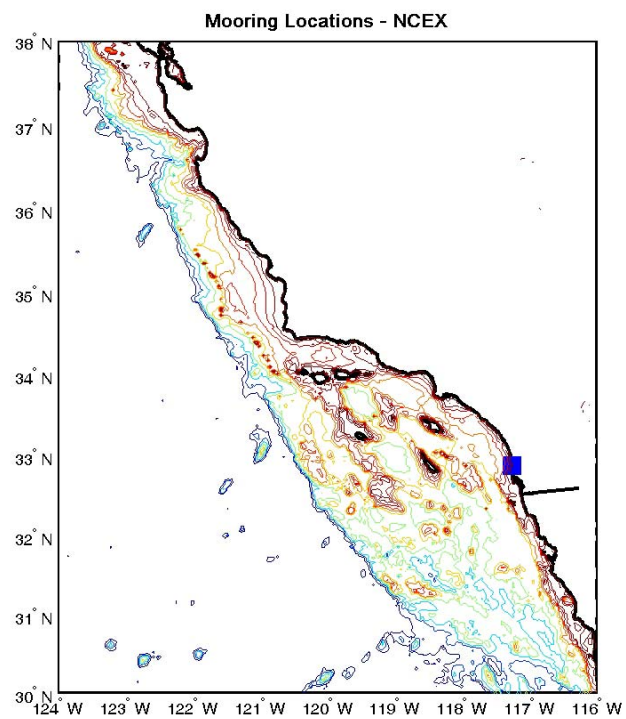 Mooring Locations - NCEX
38° N
37° N
36° N
35° N
34° N
33° N
32° N
31° N
30° N
124° W 123° W 122° W 121° W 120° W 119° W 118° W 117° W 116° W